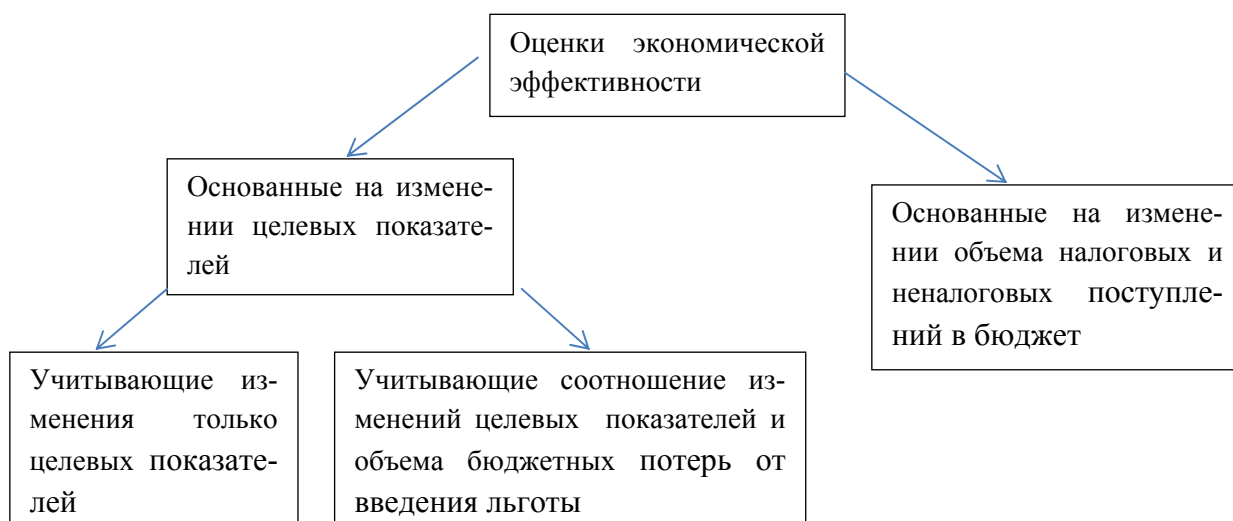 Оценки экономической
эффективности
Основанные на измене-
нии целевых показате-
лей
Основанные на измене-
нии объема налоговых и
неналоговых поступле-
ний в бюджет
Учитывающие из-
менения только
целевых показате-
лей
Учитывающие соотношение из-
менений целевых показателей и
объема бюджетных потерь от
введения льготы